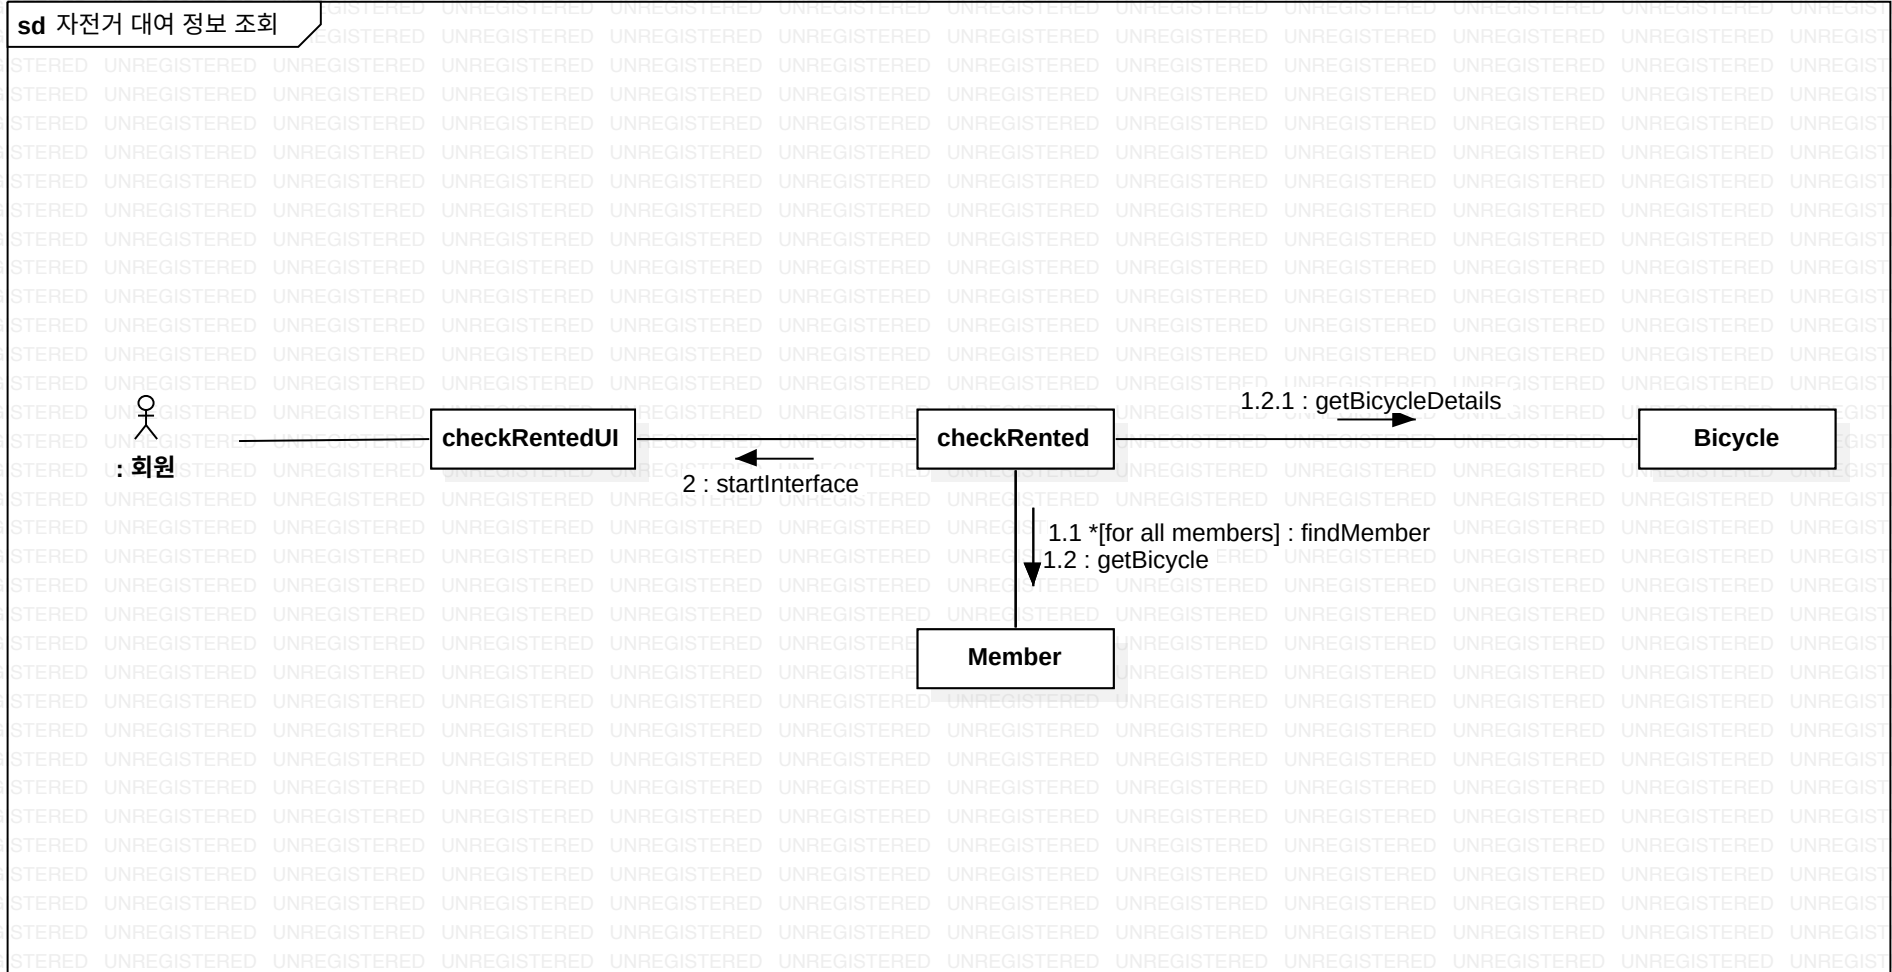 sd 자전거 대여 정보 조회
1.2.1 : getBicycleDetails
: 회원
checkRentedUI
checkRented
Bicycle
2 : startInterface
1.1 *[for all members] : findMember
1.2 : getBicycle
Member
UNREGISTERED